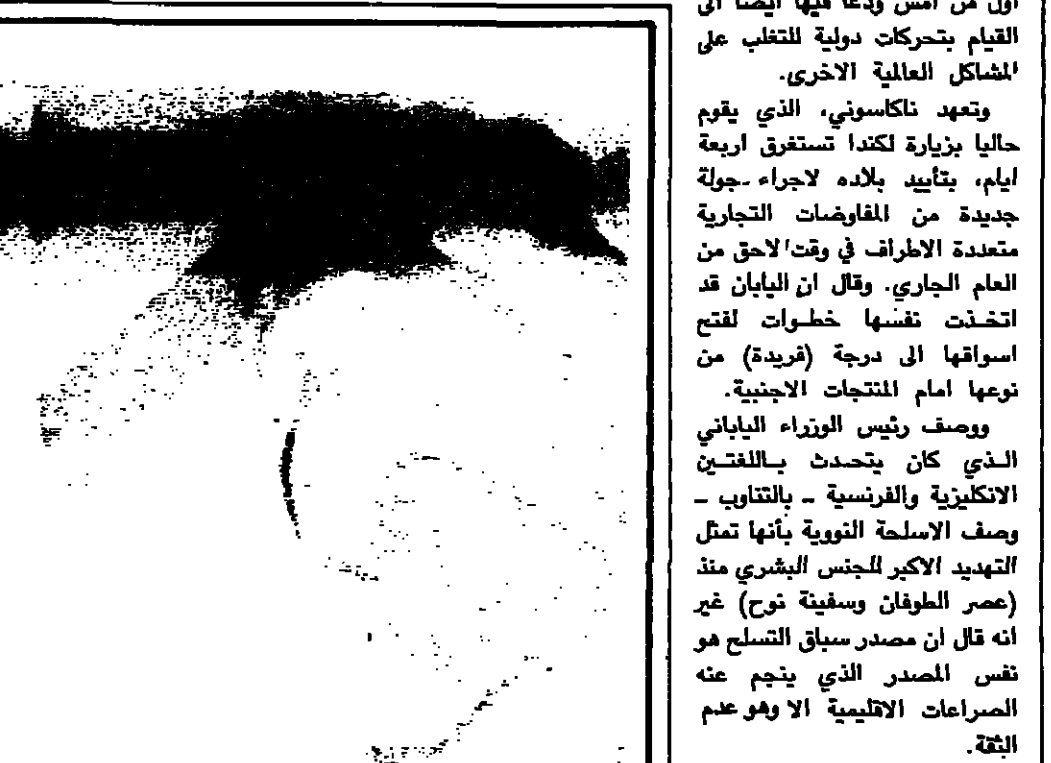 اول من امس ودعا فيها ايضا الى
القيام بتحركات دولية للتغلب على
المشاكل العالمية الاخرى.
وتعهد ناكاسوني، الذي يقوم
حاليا بزيارة لكندا تستغرق اربعة
ايام، بتأييد بلاده لاجراء جولة
جديدة من المفاوضات التجارية
متعددة الاطراف في وقت لاحق من
العام الجاري. وقال ان اليابان قد
اتخذت نفسها خطوات لفتح
اسواقها الى درجة (فريدة) من
نوعها امام المنتجات الاجنبية.
ووصف رئيس الوزراء الياباني
الذي كان يتحدث باللغتين
الانكليزية والفرنسية ـ بالتناوب ـ
وصف الاسلحة النووية بأنها تمثل
التهديد الاكبر للجنس البشري منذ
(عصر الطوفان وسفينة نوح) غير
انه قال ان مصدر سباق التسلح هو
نفس المصدر الذي ينجم عنه
الصراعات الاقليمية الا وهو عدم
الثقة.